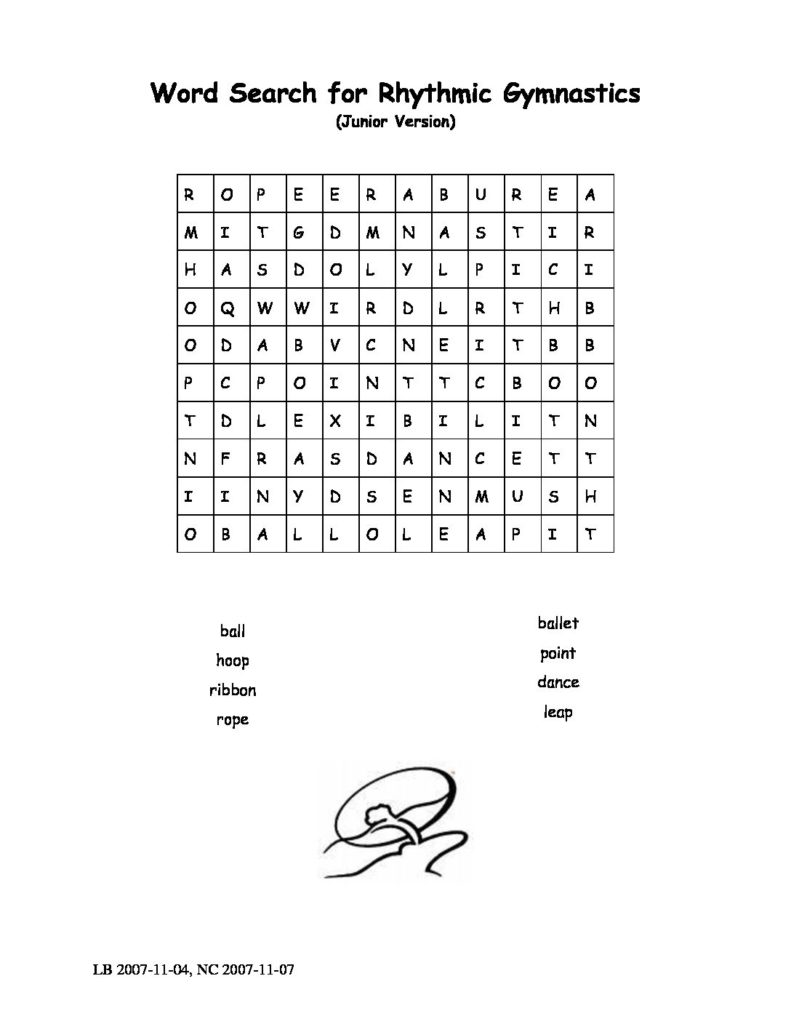 Word Search for Rhythmic Gymnastics
(Junior Version)
R O P E E R A B U R E A
M I T G D M N A S T I R
H A S D O L Y L P I C I
O Q W W I R D L R T H B
O D A B V C N E I T B B
P C P O I N T T C B O O
T D L E X I B I L I T N
N F R A S D A N C E T T
I I N Y D S E N M U S H
O B A L L O L E A P I T
ball
hoop
ribbon
rope
ballet
point
dance
leap
LB 2007-11-04, NC 2007-11-07